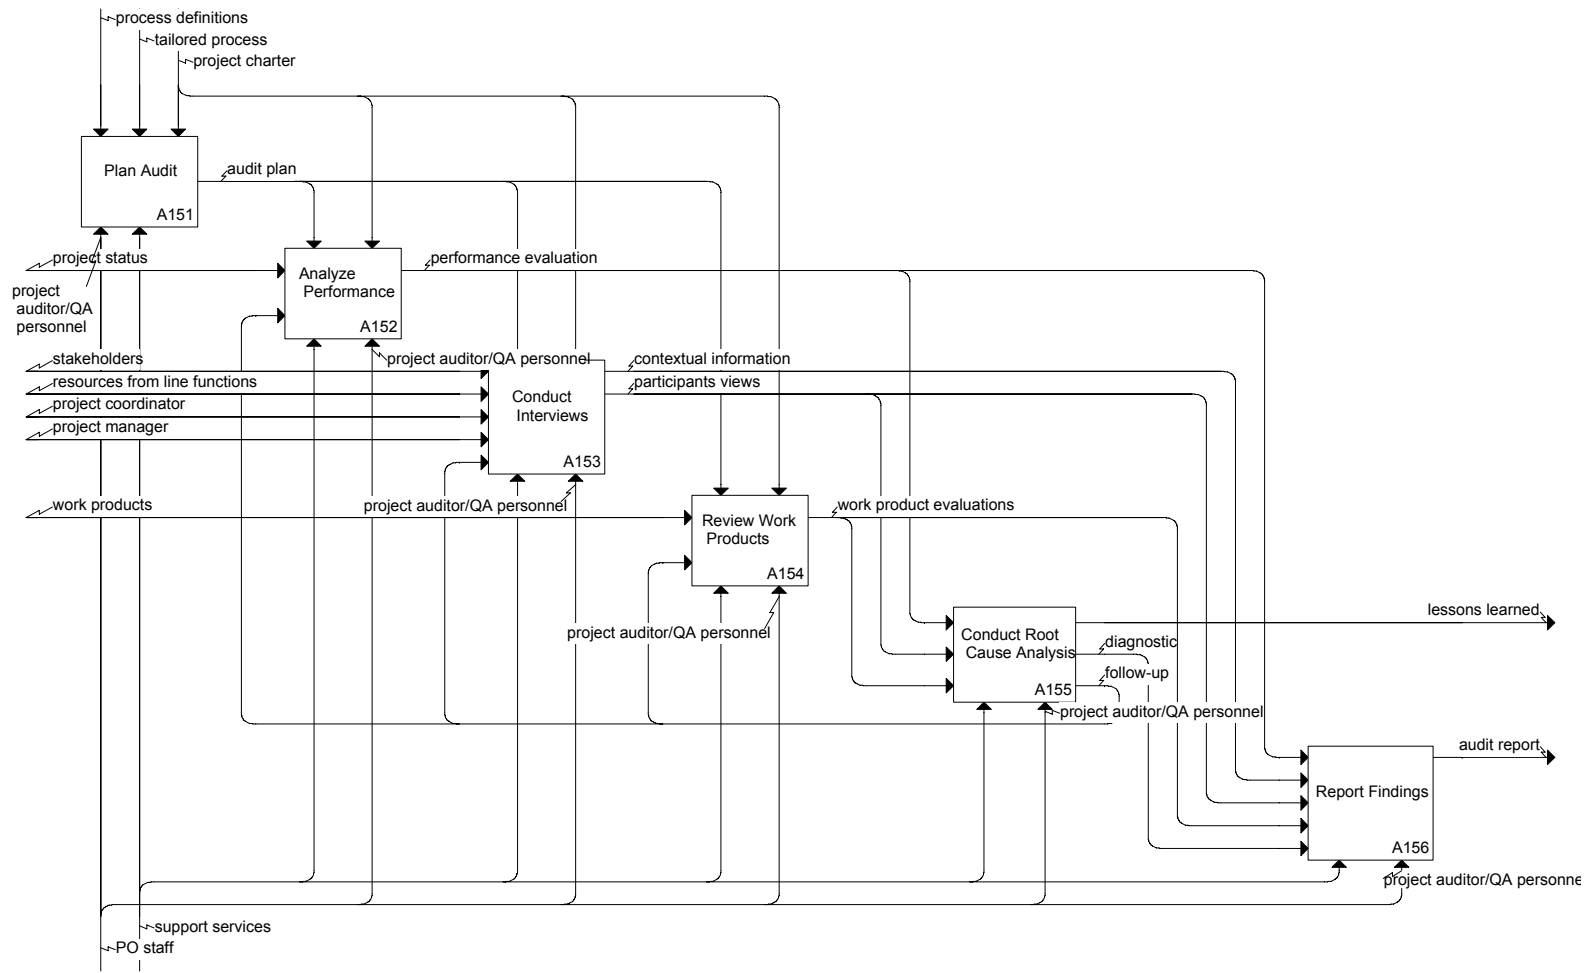 process definitions
tailored process
project charter
Plan Audit
A151
audit plan
project status
project
auditor/QA
personnel
Analyze
Performance
A152
performance evaluation
project auditor/QA personnel
stakeholders
resources from line functions
project coordinator
project manager
Conduct
Interviews
A153
contextual information
participants views
project auditor/QA personnel
work products
Review Work
Products
A154
work product evaluations
project auditor/QA personnel
Conduct Root
Cause Analysis
A155
lessons learned
diagnostic
follow-up
project auditor/QA personnel
audit report
Report Findings
A156
project auditor/QA personne
support services
PO staff